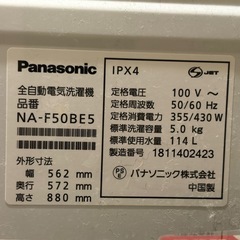 Panasonic
全自動電気洗濯機
品番
NA-F50BE5
外形寸法
幅 562 mm
奥行 572 mm
高さ 880 mm
IPX4
JET
定格電圧 100 V～
定格周波数 50/60 Hz
定格消費電力 355/430 W
標準洗濯容量 5.0 kg
標準使用水量 114 L
製造番号 1811402423
パナソニック株式会社
中国製